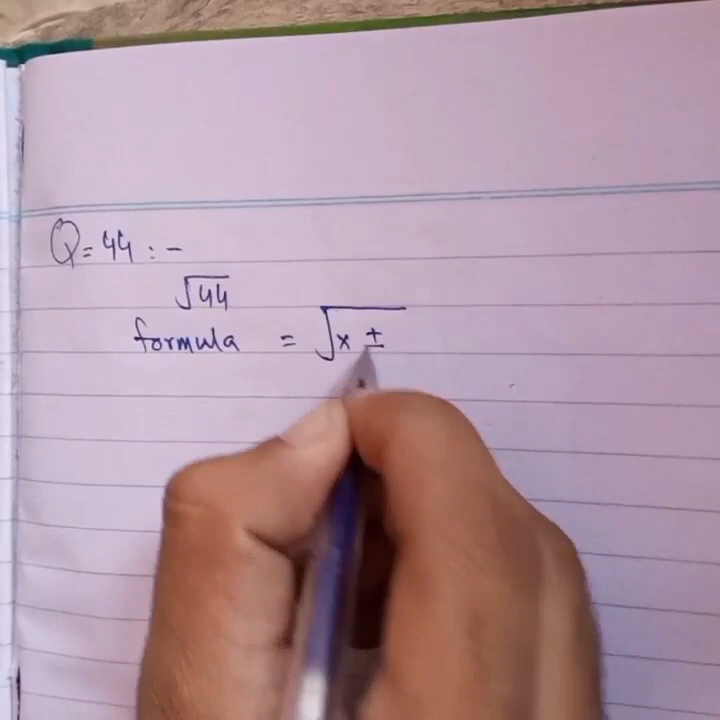 Q = 44 : -
√44
formula = √x ±